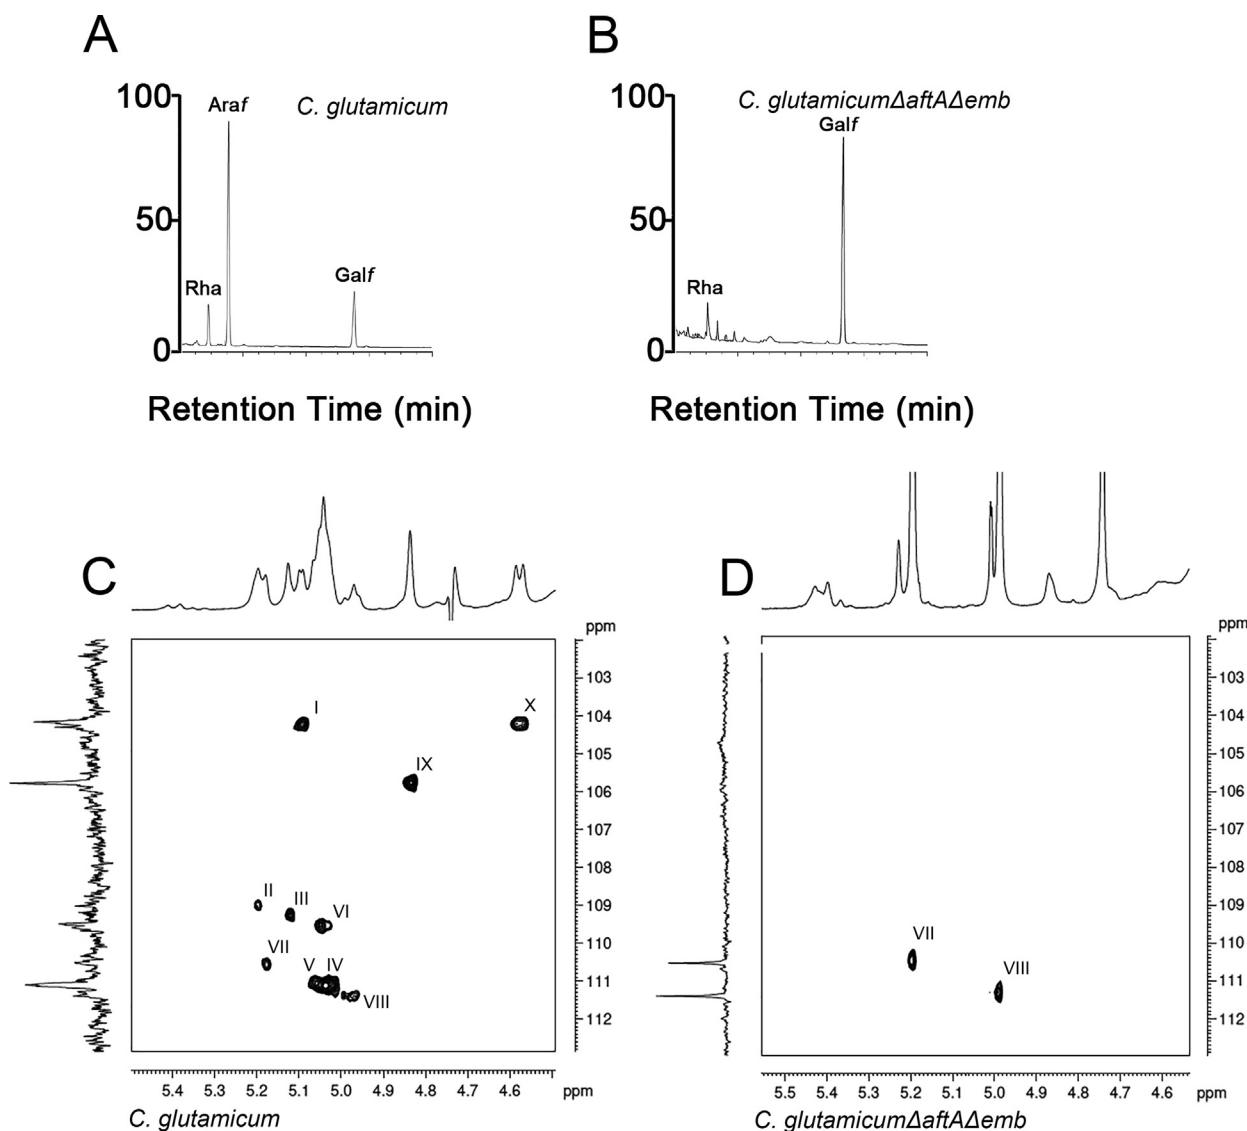 A
100
50
0
Araf
C. glutamicum
Rha
Galf
Retention Time (min)
B
100
50
0
C. glutamicumΔaftAΔemb
Galf
Rha
Retention Time (min)
C
ppm
103
104
105
106
107
108
109
110
111
112
I
X
IX
II
III
VI
VII
V
IV
VIII
5.4
5.3
5.2
5.1
5.0
4.9
4.8
4.7
4.6
ppm
C. glutamicum
D
ppm
103
104
105
106
107
108
109
110
111
112
VII
VIII
5.5
5.4
5.3
5.2
5.1
5.0
4.9
4.8
4.7
4.6
ppm
C. glutamicumΔaftAΔemb